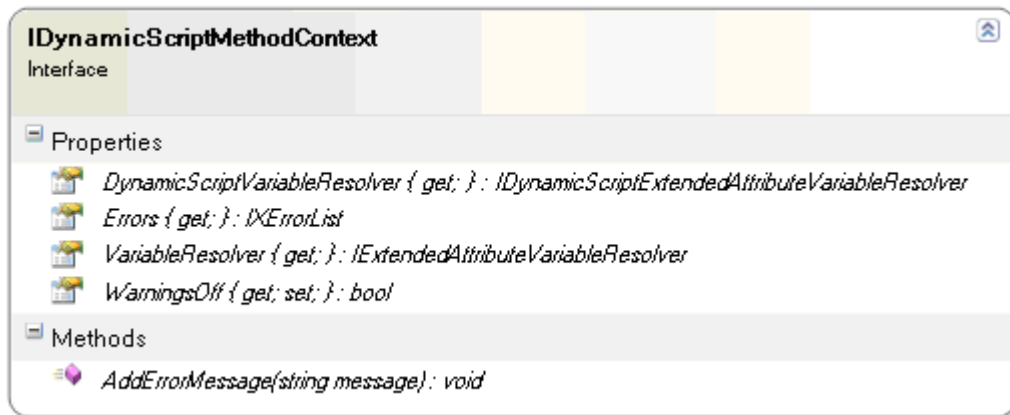 IDynamicScriptMethodContext
Interface
Properties
DynamicScriptVariableResolver { get; } : IDynamicScriptExtendedAttributeVariableResolver
Errors { get; } : IXErrorList
VariableResolver { get; } : IExtendedAttributeVariableResolver
WarningsOff { get; set; } : bool
Methods
AddErrorMessage(string message) : void